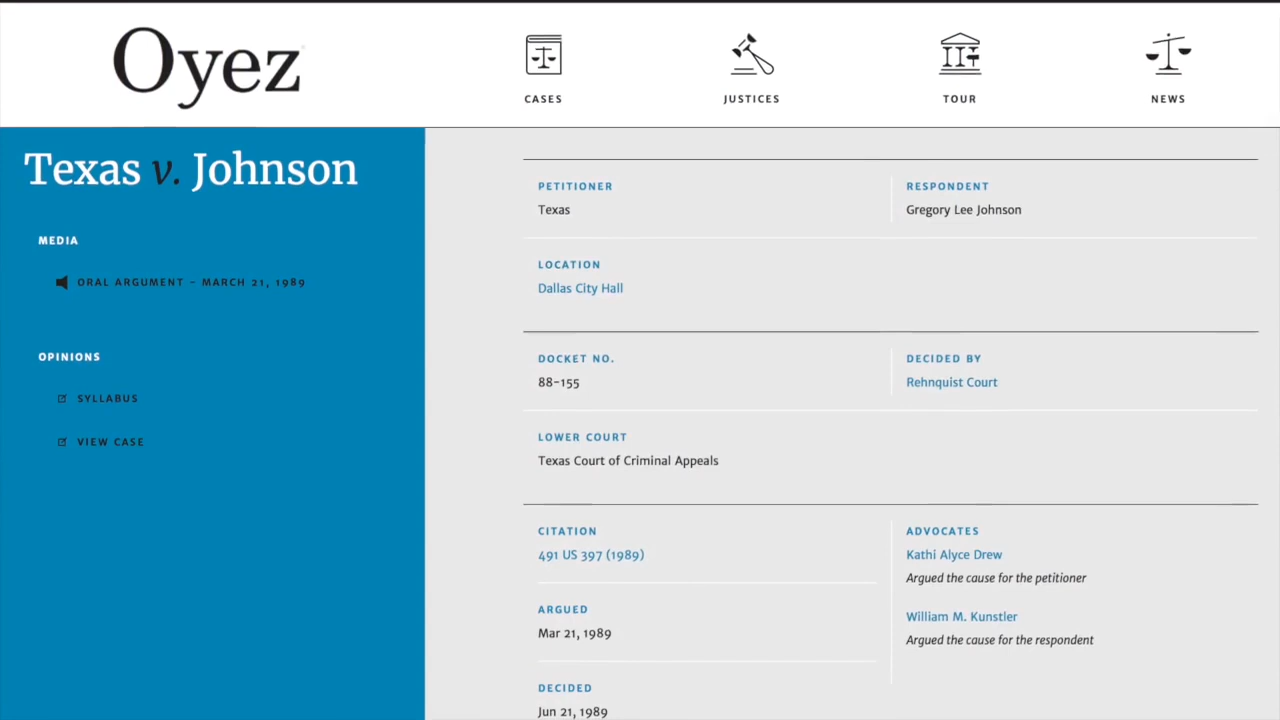 Oyez
CASES
JUSTICES
TOUR
NEWS
Texas v. Johnson
MEDIA
ORAL ARGUMENT - MARCH 21, 1989
OPINIONS
SYLLABUS
VIEW CASE
PETITIONER
Texas
RESPONDENT
Gregory Lee Johnson
LOCATION
Dallas City Hall
DOCKET NO.
88-155
DECIDED BY
Rehnquist Court
LOWER COURT
Texas Court of Criminal Appeals
CITATION
491 US 397 (1989)
ARGUED
Mar 21, 1989
DECIDED
Jun 21, 1989
ADVOCATES
Kathi Alyce Drew
Argued the cause for the petitioner
William M. Kunstler
Argued the cause for the respondent